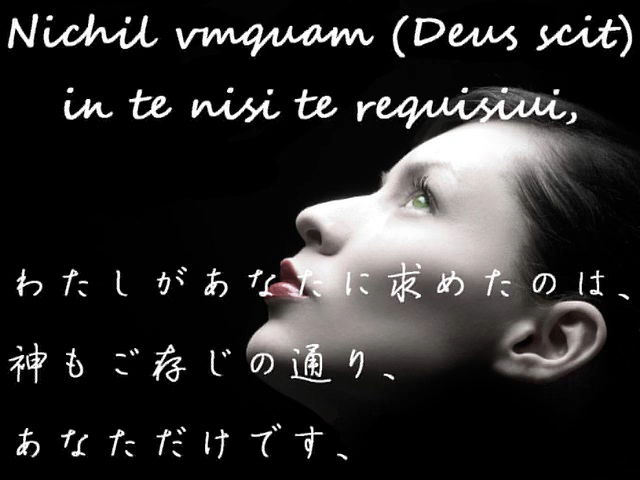 Nichil vmquam (Deus scit)
in te nisi te requisiui,
わたしがあなたに求めたのは、
神もご存じの通り、
あなただけです、